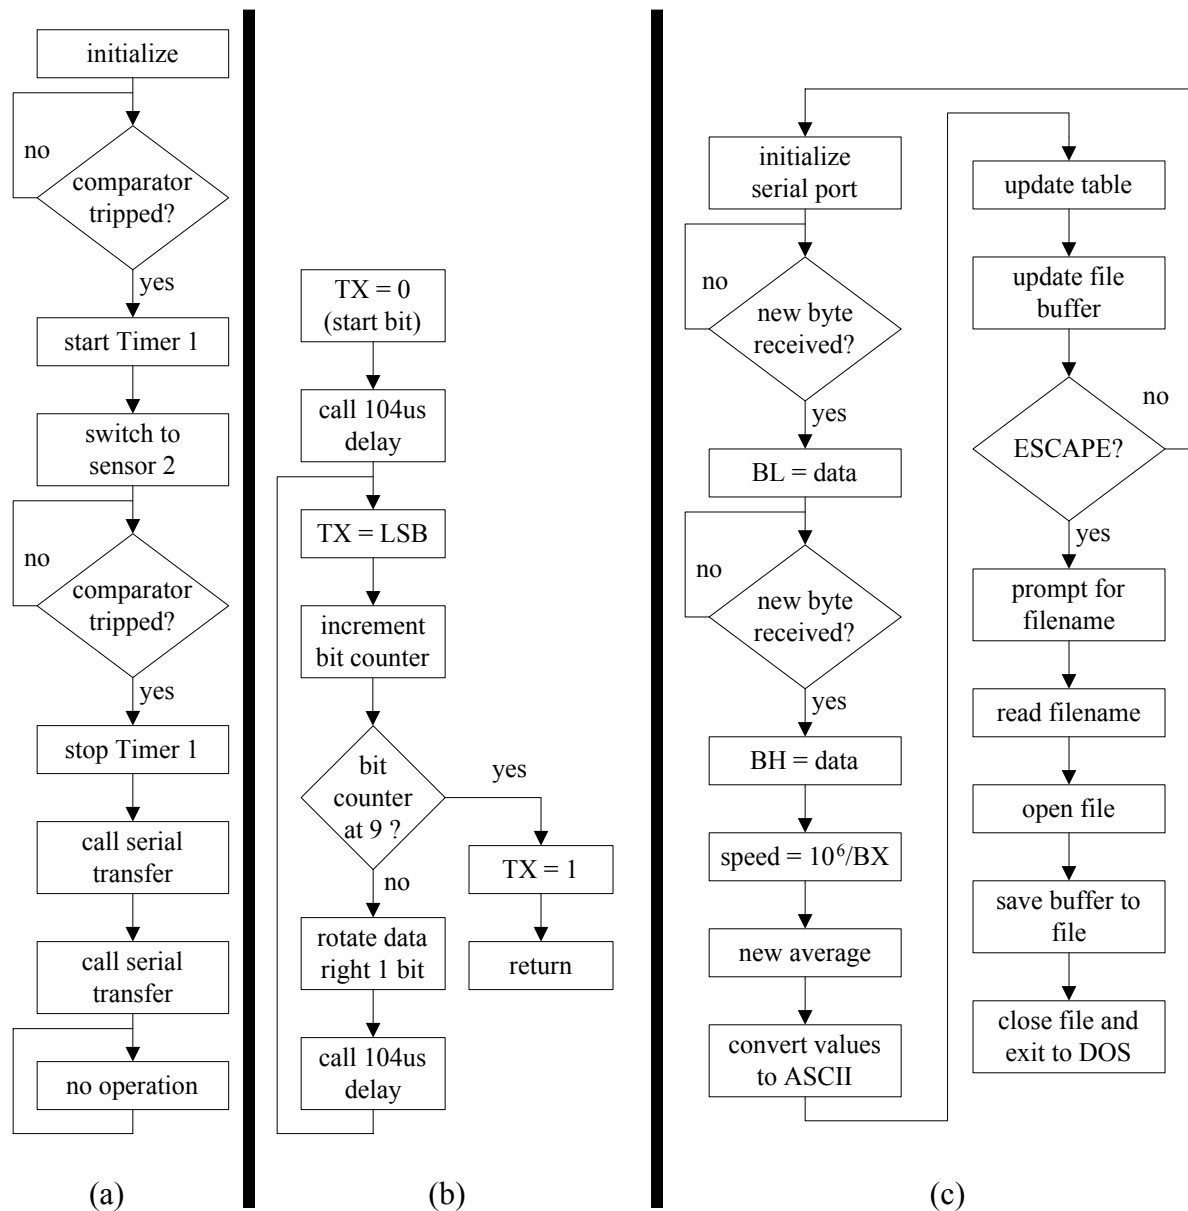 initialize
no
comparator
tripped?
yes
start Timer 1
switch to
sensor 2
no
comparator
tripped?
yes
stop Timer 1
call serial
transfer
call serial
transfer
no operation
(a)
TX = 0
(start bit)
call 104us
delay
TX = LSB
increment
bit counter
bit
counter
at 9 ?
yes
no
TX = 1
return
rotate data
right 1 bit
call 104us
delay
(b)
initialize
serial port
no
new byte
received?
yes
BL = data
no
new byte
received?
yes
BH = data
speed = 10⁶/BX
new average
convert values
to ASCII
update table
update file
buffer
no
ESCAPE?
yes
prompt for
filename
read filename
open file
save buffer to
file
close file and
exit to DOS
(c)